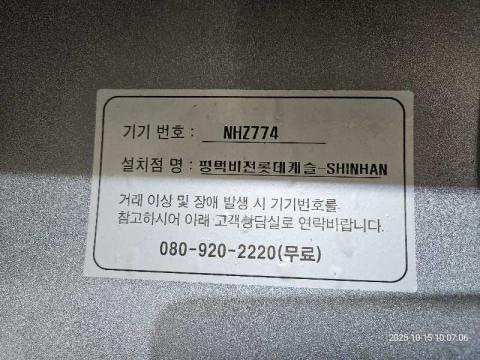 기기 번호 : NHZ774
설치점 명 : 평택비전롯데캐슬-SHINHAN
거래 이상 및 장애 발생 시 기기번호를
참고하시어 아래 고객상담실로 연락바랍니다.
080-920-2220(무료)
2025-10-15 10:07:06